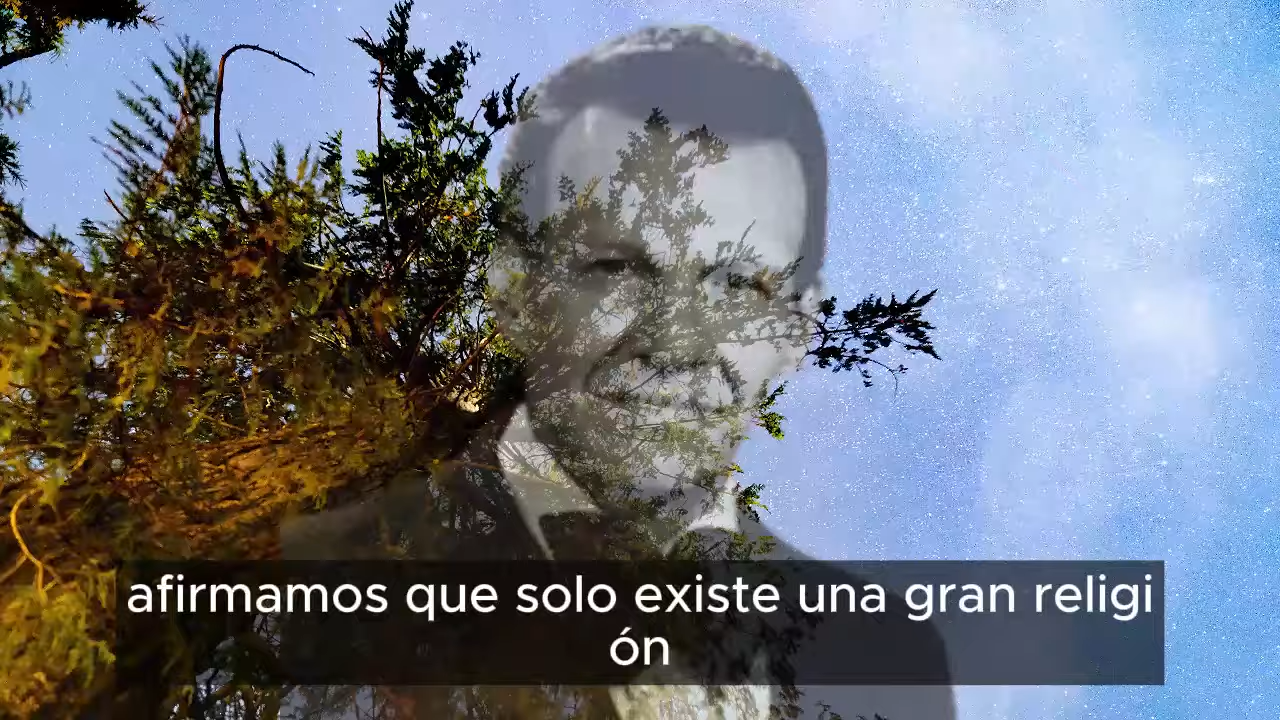 afirmamos que solo existe una gran religi
ón